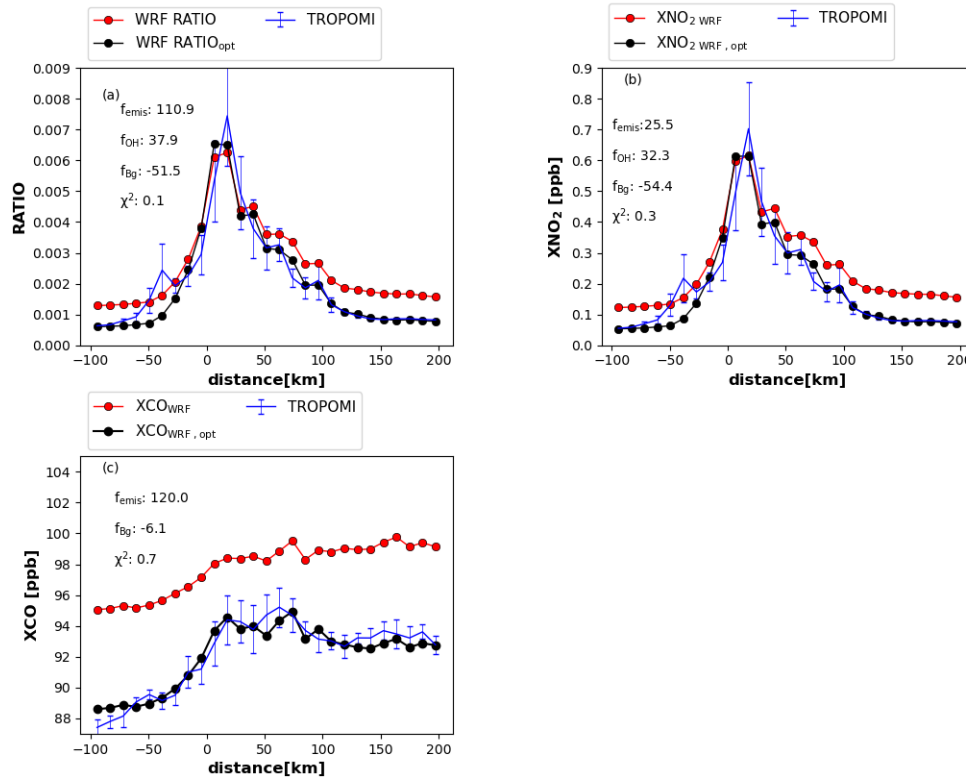 WRF RATIO TROPOMI
WRF RATIOopt
0.009
0.008
0.007
0.006
0.005
0.004
0.003
0.002
0.001
0.000
RATIO
(a)
femis: 110.9
fOH: 37.9
fBg: -51.5
χ²: 0.1
−100 −50 0 50 100 150 200
distance[km]
XNO₂ WRF TROPOMI
XNO₂ WRF , opt
0.9
0.8
0.7
0.6
0.5
0.4
0.3
0.2
0.1
0.0
XNO₂ [ppb]
(b)
femis:25.5
fOH: 32.3
fBg: -54.4
χ²: 0.3
−100 −50 0 50 100 150 200
distance[km]
XCOWRF TROPOMI
XCOWRF , opt
104
102
100
98
96
94
92
90
88
XCO [ppb]
(c)
femis: 120.0
fBg: -6.1
χ²: 0.7
−100 −50 0 50 100 150 200
distance[km]